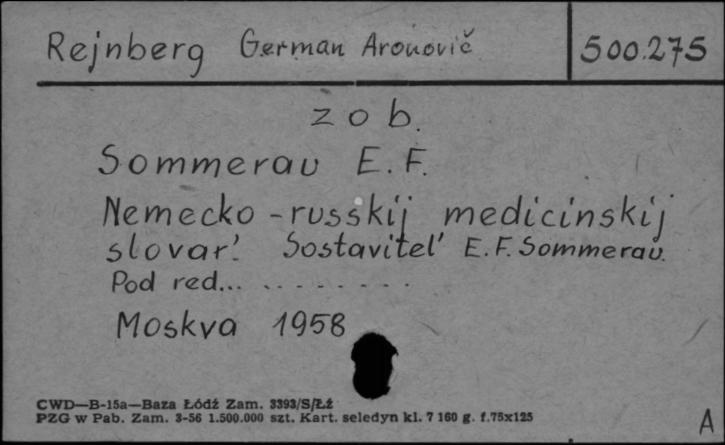 Rejnberg German Aronovič
500.275
zob.
Sommerau E.F.
Nemecko-russkij medicinskij
slovar'. Sostavitel' E.F. Sommerau.
Pod red... ........
Moskva 1958
CWD—B-15a—Baza Łódź Zam. 3393/S/Łź
PZG w Pab. Zam. 3-56 1.500.000 szt. Kart. seledyn kl. 7 160 g. f.75x125
A